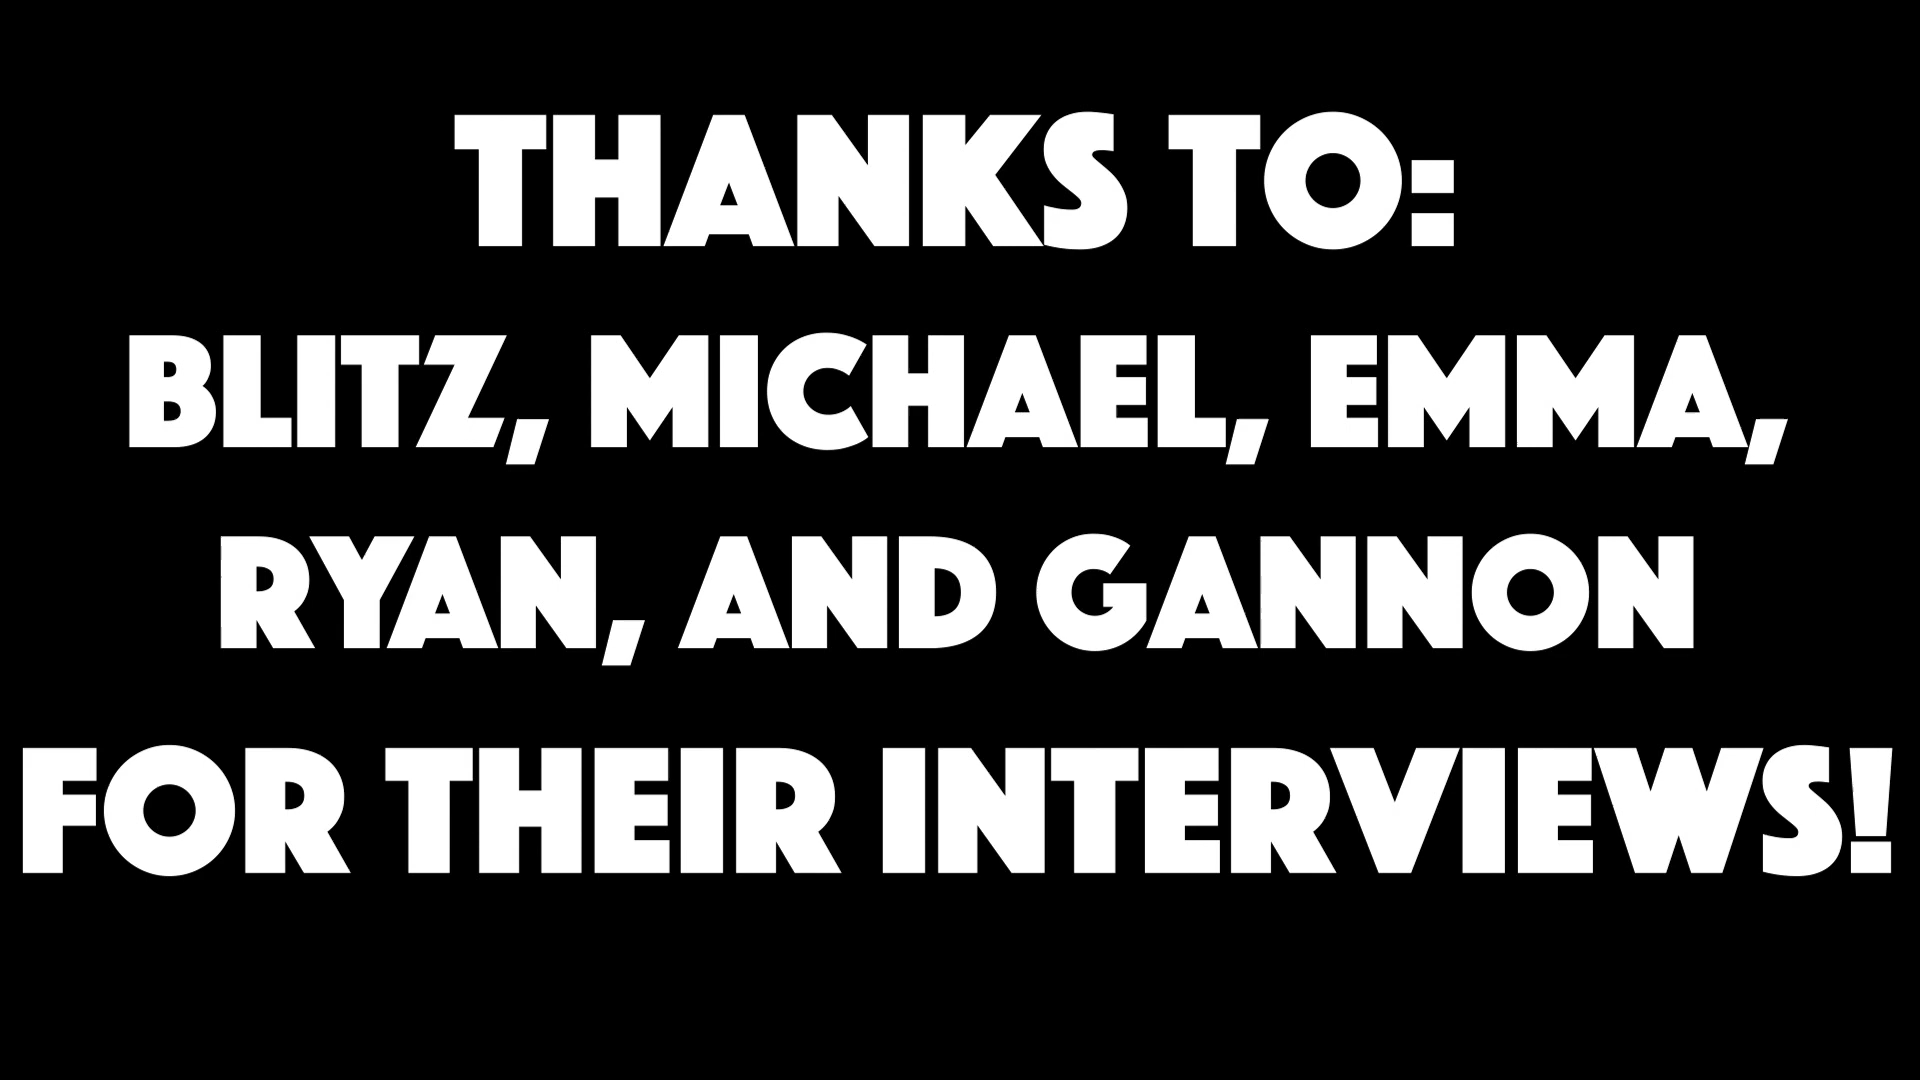 THANKS TO:
BLITZ, MICHAEL, EMMA,
RYAN, AND GANNON
FOR THEIR INTERVIEWS!